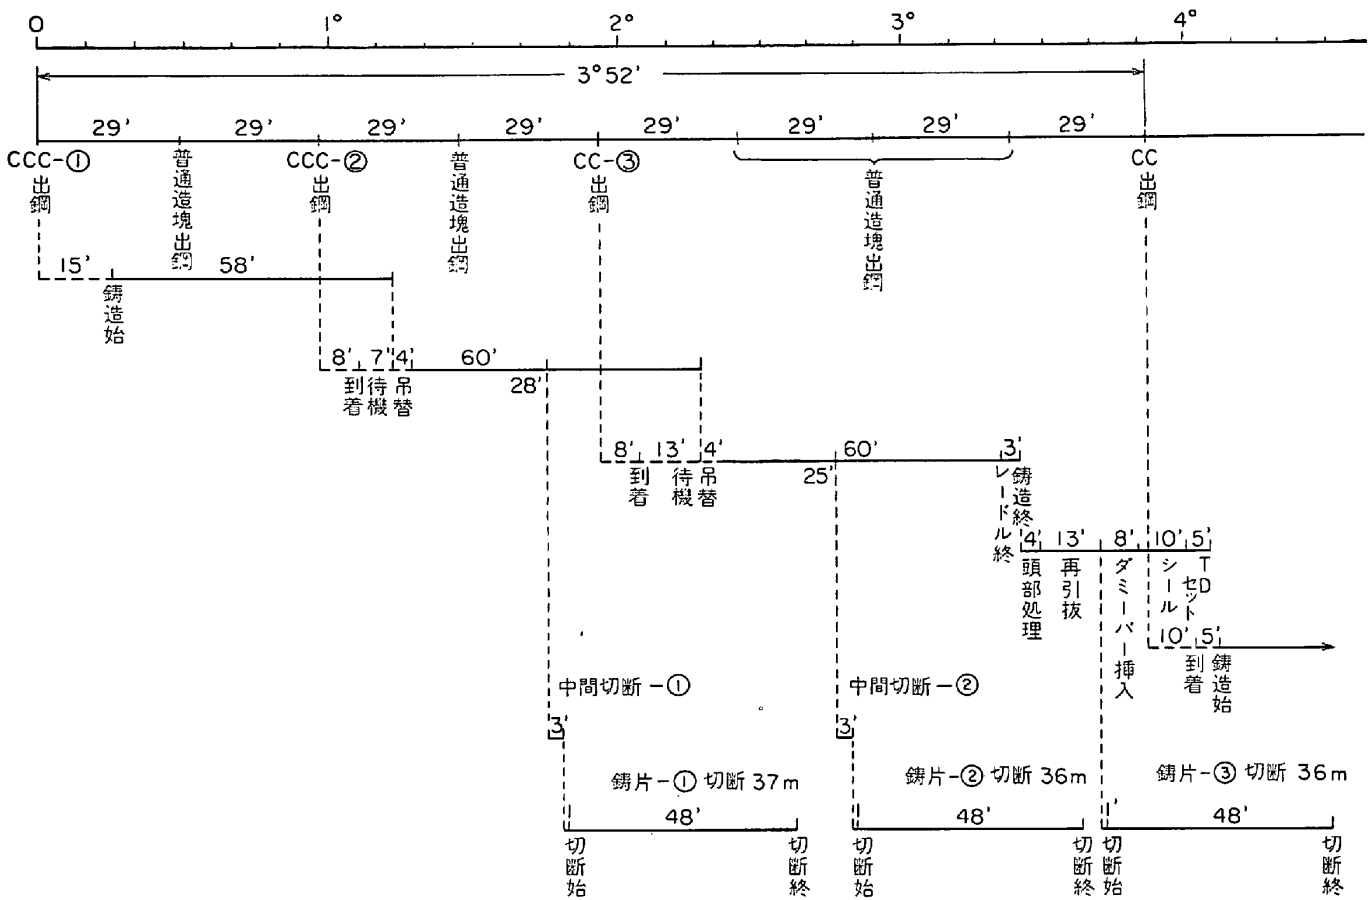 0 1° 2° 3° 4°
3°52'
29' 29' 29' 29' 29' 29' 29' 29'
CCC-① 出鋼
普通造塊出鋼
CCC-② 出鋼
普通造塊出鋼
CC-③ 出鋼
普通造塊出鋼
CC 出鋼
15' 58'
鋳造始
8' 7' 4' 60'
到着
待機
吊替
28'
8' 13' 4' 60' 3'
到着
待機
吊替
25'
レードル終
鋳造終
4' 13' 8' 10' 5'
頭部処理
再引抜
ダミーバー挿入
シール
TD
セット
10' 5'
到着
鋳造始
中間切断-①
中間切断-②
3' 3'
鋳片-① 切断 37m
鋳片-② 切断 36m
鋳片-③ 切断 36m
48' 48' 1' 48'
切断始
切断終
切断始
切断終
切断始
切断終